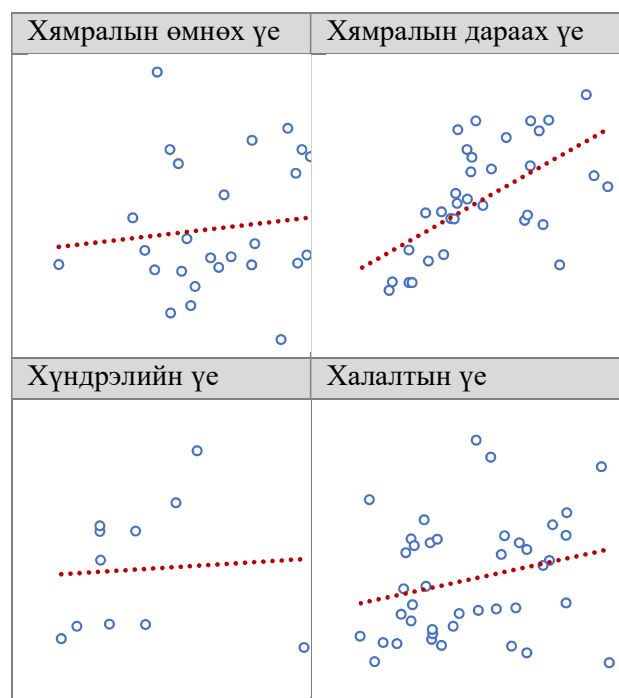 Хямралын өмнөх үе
Хямралын дараах үе
Хүндрэлийн үе
Халалтын үе